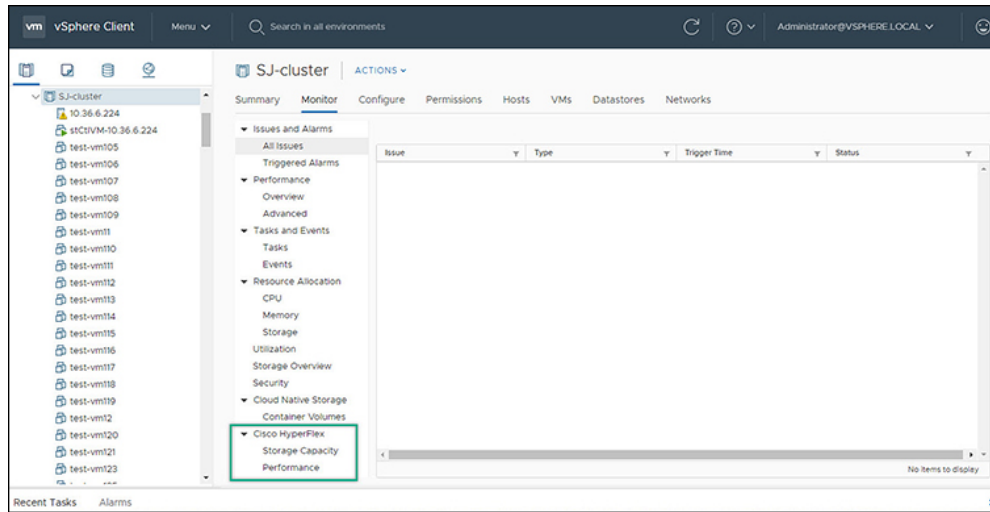 vm vSphere Client Menu Search in all environments Administrator@VSPHERE.LOCAL
SJ-cluster ACTIONS
Summary Monitor Configure Permissions Hosts VMs Datastores Networks
SJ-cluster
10.36.6.224
stCtlVM-10.36.6.224
test-vm105
test-vm106
test-vm107
test-vm108
test-vm109
test-vm11
test-vm110
test-vm111
test-vm112
test-vm113
test-vm114
test-vm115
test-vm116
test-vm117
test-vm118
test-vm119
test-vm12
test-vm120
test-vm121
test-vm123
Issues and Alarms
All Issues
Triggered Alarms
Performance
Overview
Advanced
Tasks and Events
Tasks
Events
Resource Allocation
CPU
Memory
Storage
Utilization
Storage Overview
Security
Cloud Native Storage
Container Volumes
Cisco HyperFlex
Storage Capacity
Performance
Issue Type Trigger Time Status
No items to display
Recent Tasks Alarms